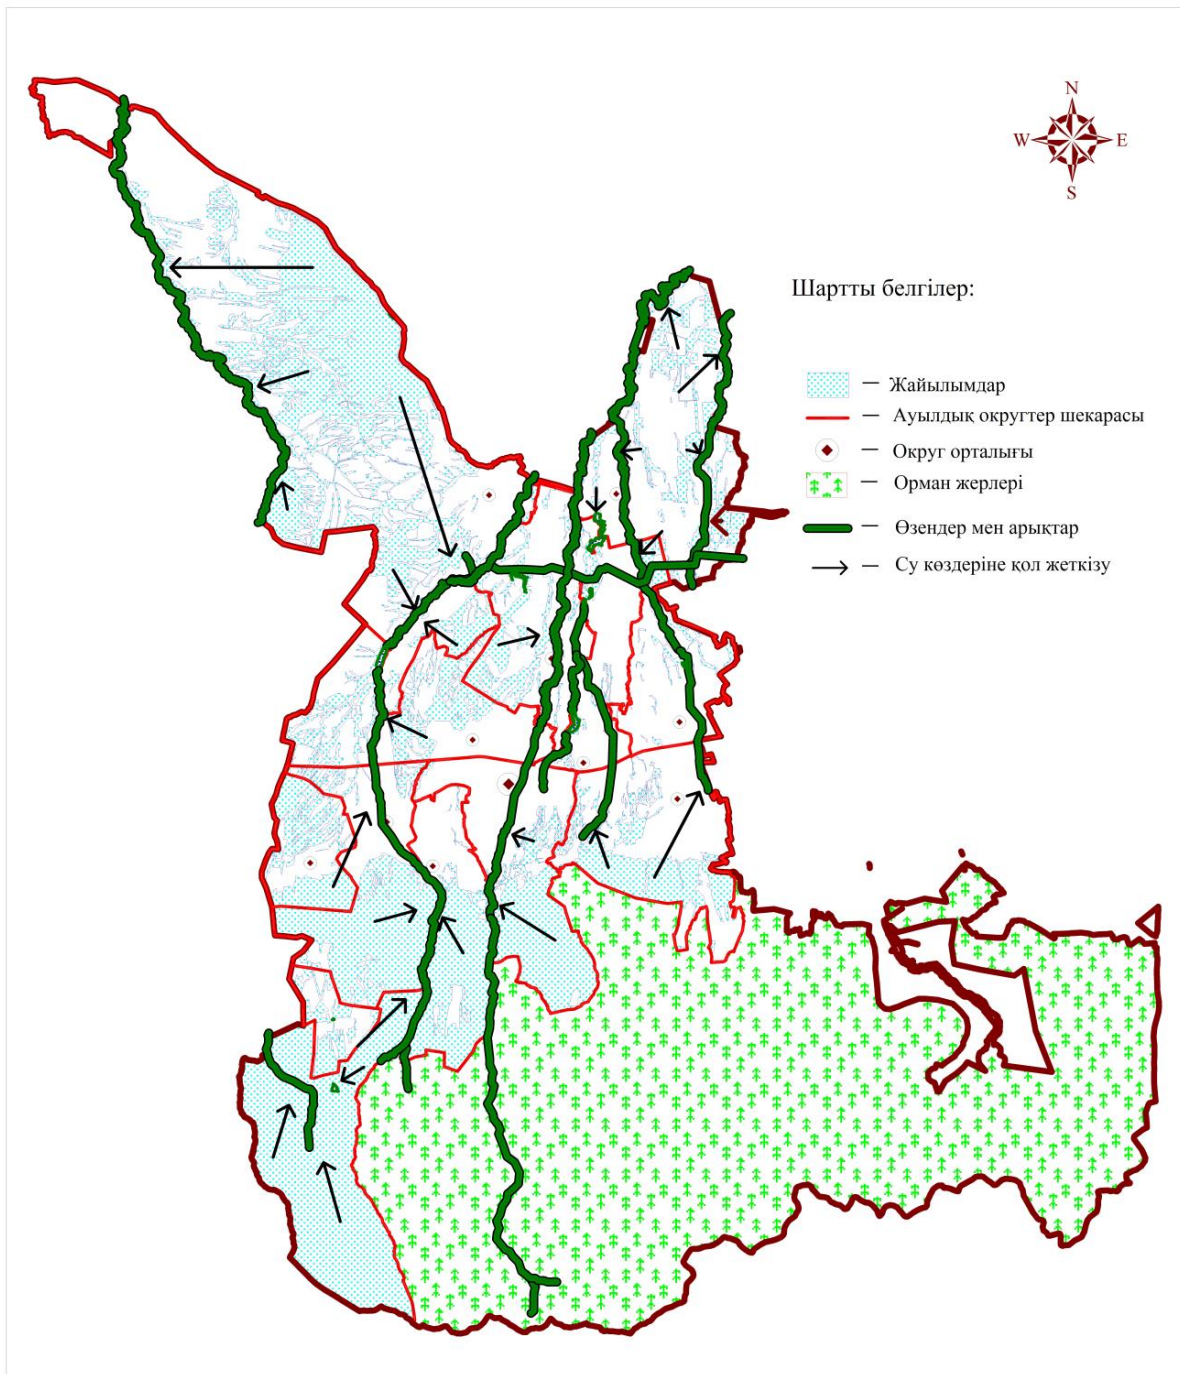 N
W E
S
Шартты белгілер:
— Жайылымдар
— Ауылдық округтер шекарасы
— Округ орталығы
— Орман жерлері
— Өзендер мен арықтар
— Су көздеріне қол жеткізу